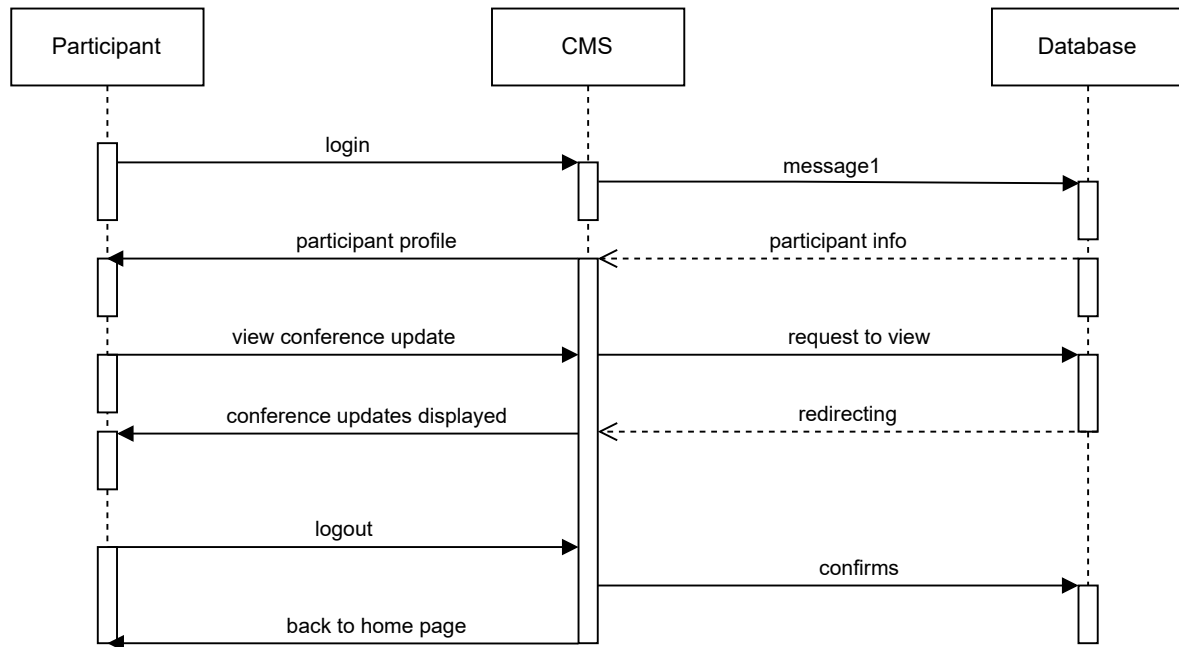 Participant
CMS
Database
login
message1
participant profile
participant info
view conference update
request to view
conference updates displayed
redirecting
logout
confirms
back to home page